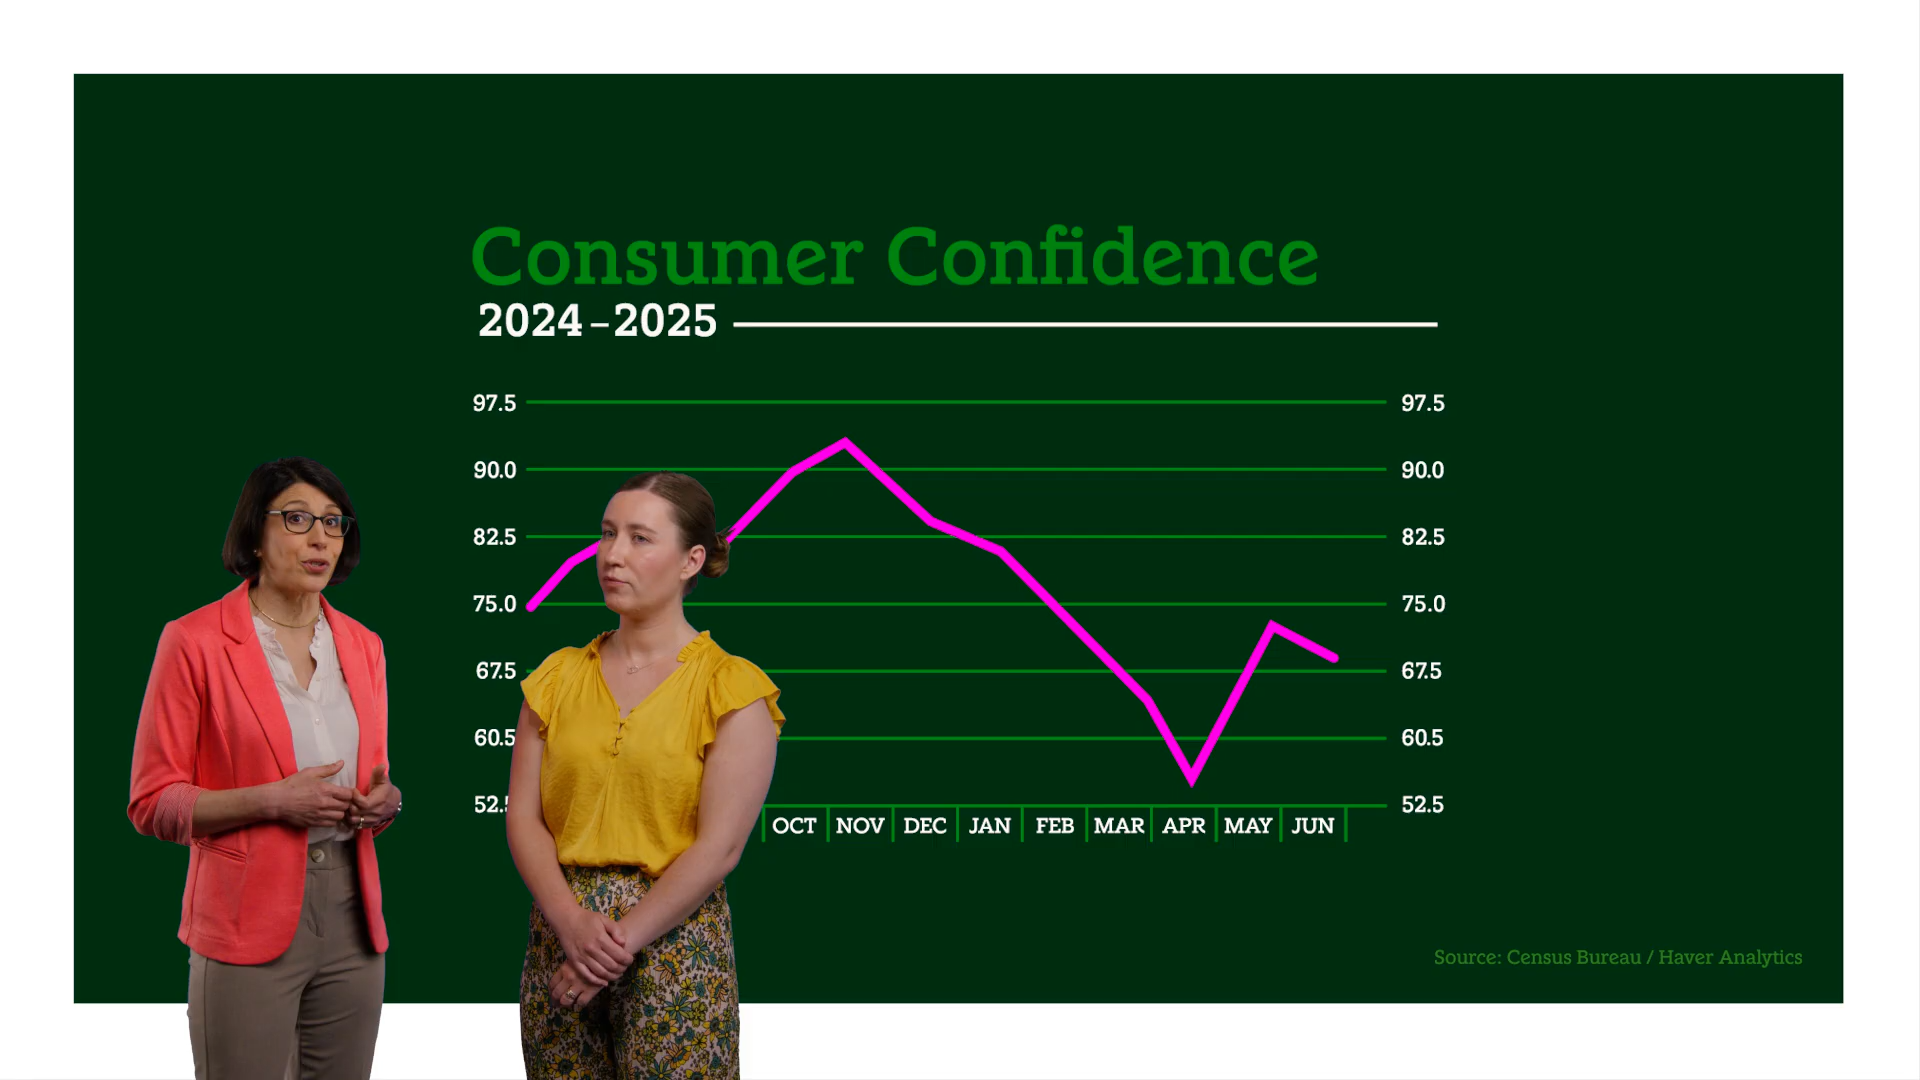 Consumer Confidence
2024–2025
97.5 97.5
90.0 90.0
82.5 82.5
75.0 75.0
67.5 67.5
60.5 60.5
52.5
OCT NOV DEC JAN FEB MAR APR MAY JUN
Source: Census Bureau / Haver Analytics